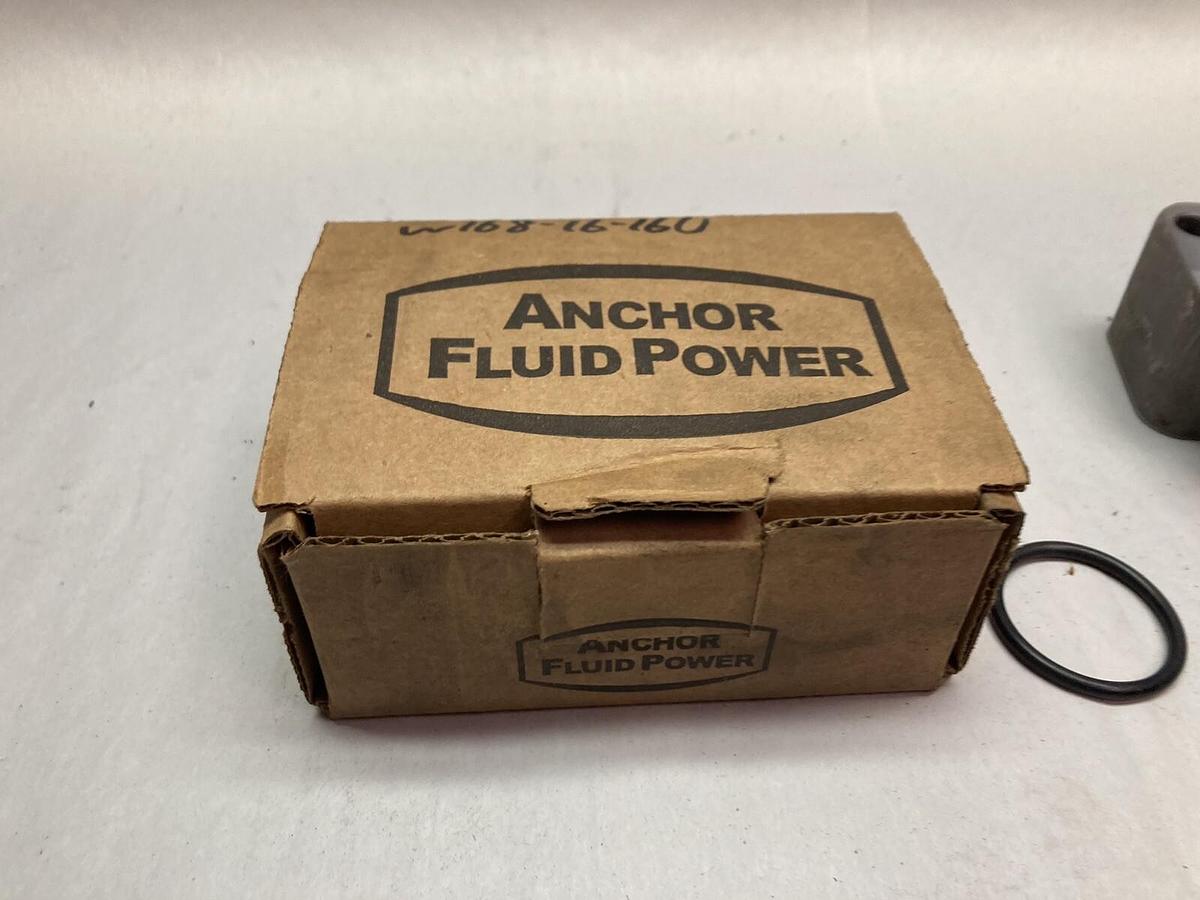 W168-16-16U
ANCHOR
FLUID POWER
ANCHOR
FLUID POWER